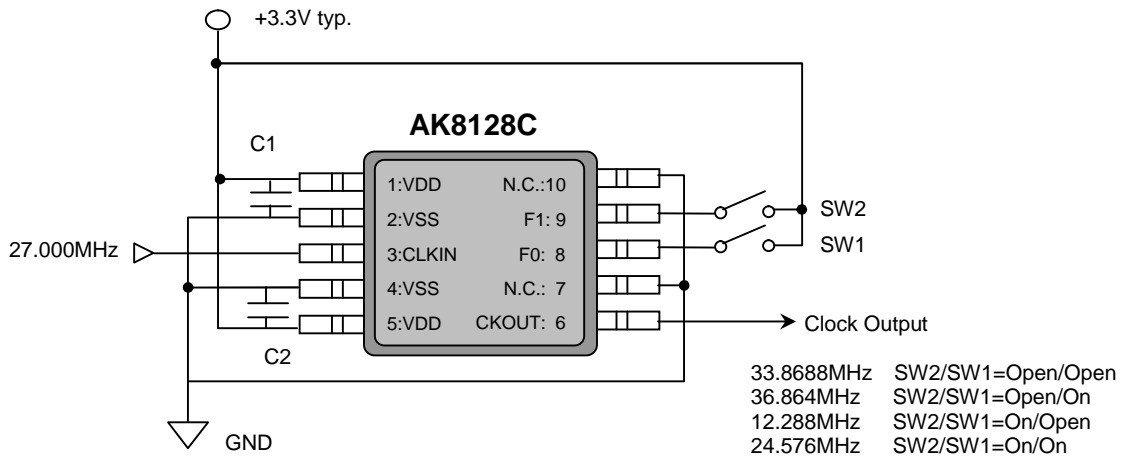 +3.3V typ.
AK8128C
C1
1:VDD
N.C.:10
2:VSS
F1: 9
SW2
27.000MHz
3:CLKIN
F0: 8
SW1
4:VSS
N.C.: 7
5:VDD
CKOUT: 6
Clock Output
C2
33.8688MHz SW2/SW1=Open/Open
36.864MHz SW2/SW1=Open/On
12.288MHz SW2/SW1=On/Open
24.576MHz SW2/SW1=On/On
GND